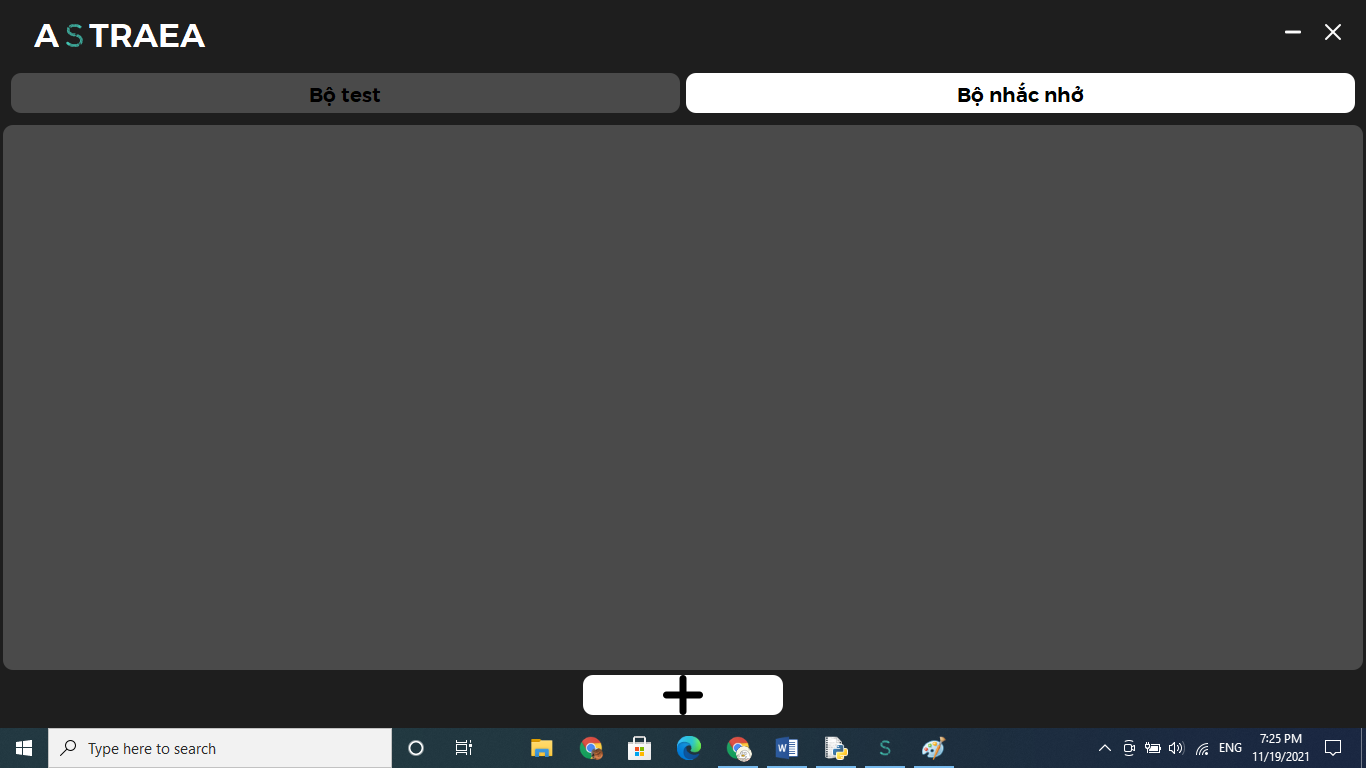 ASTRAEA
Bộ test
Bộ nhắc nhở
Type here to search
ENG
7:25 PM
11/19/2021